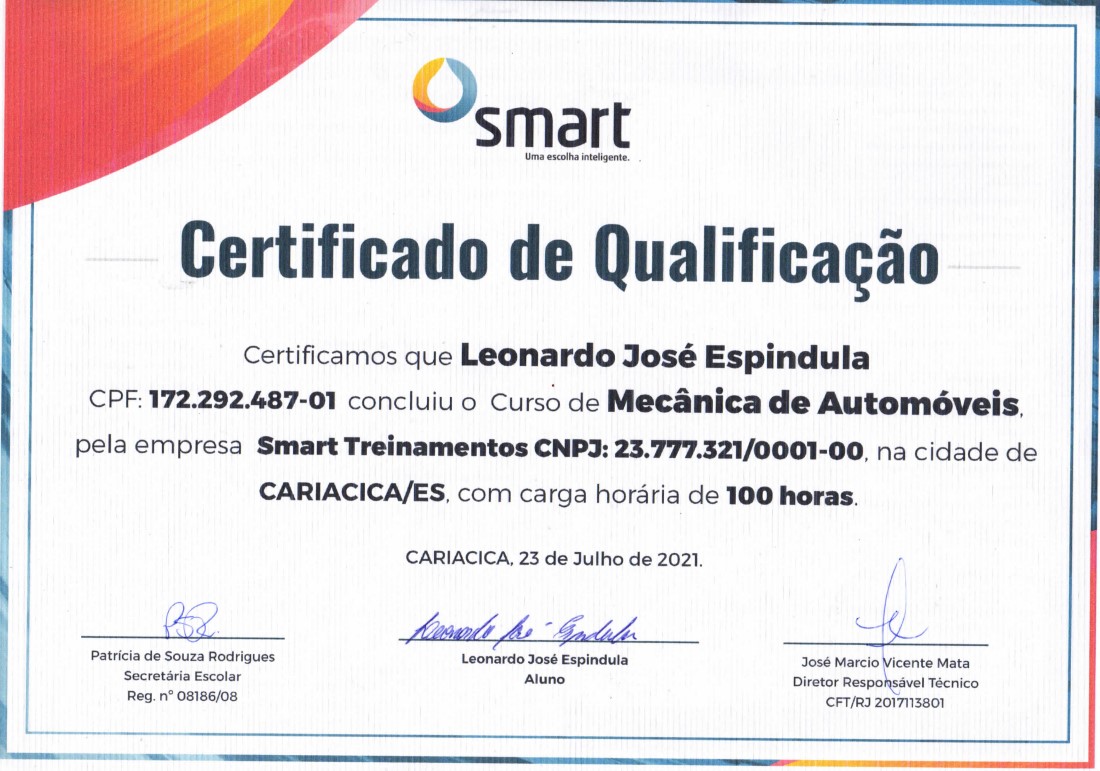 smart
Uma escolha inteligente.
Certificado de Qualificação
Certificamos que Leonardo José Espindula
CPF: 172.292.487-01 concluiu o Curso de Mecânica de Automóveis,
pela empresa Smart Treinamentos CNPJ: 23.777.321/0001-00, na cidade de
CARIACICA/ES, com carga horária de 100 horas.
CARIACICA, 23 de Julho de 2021.
Leonardo José Espindula
Patrícia de Souza Rodrigues
Secretária Escolar
Reg. nº 08186/08
Leonardo José Espindula
Aluno
José Marcio Vicente Mata
Diretor Responsável Técnico
CFT/RJ 2017113801